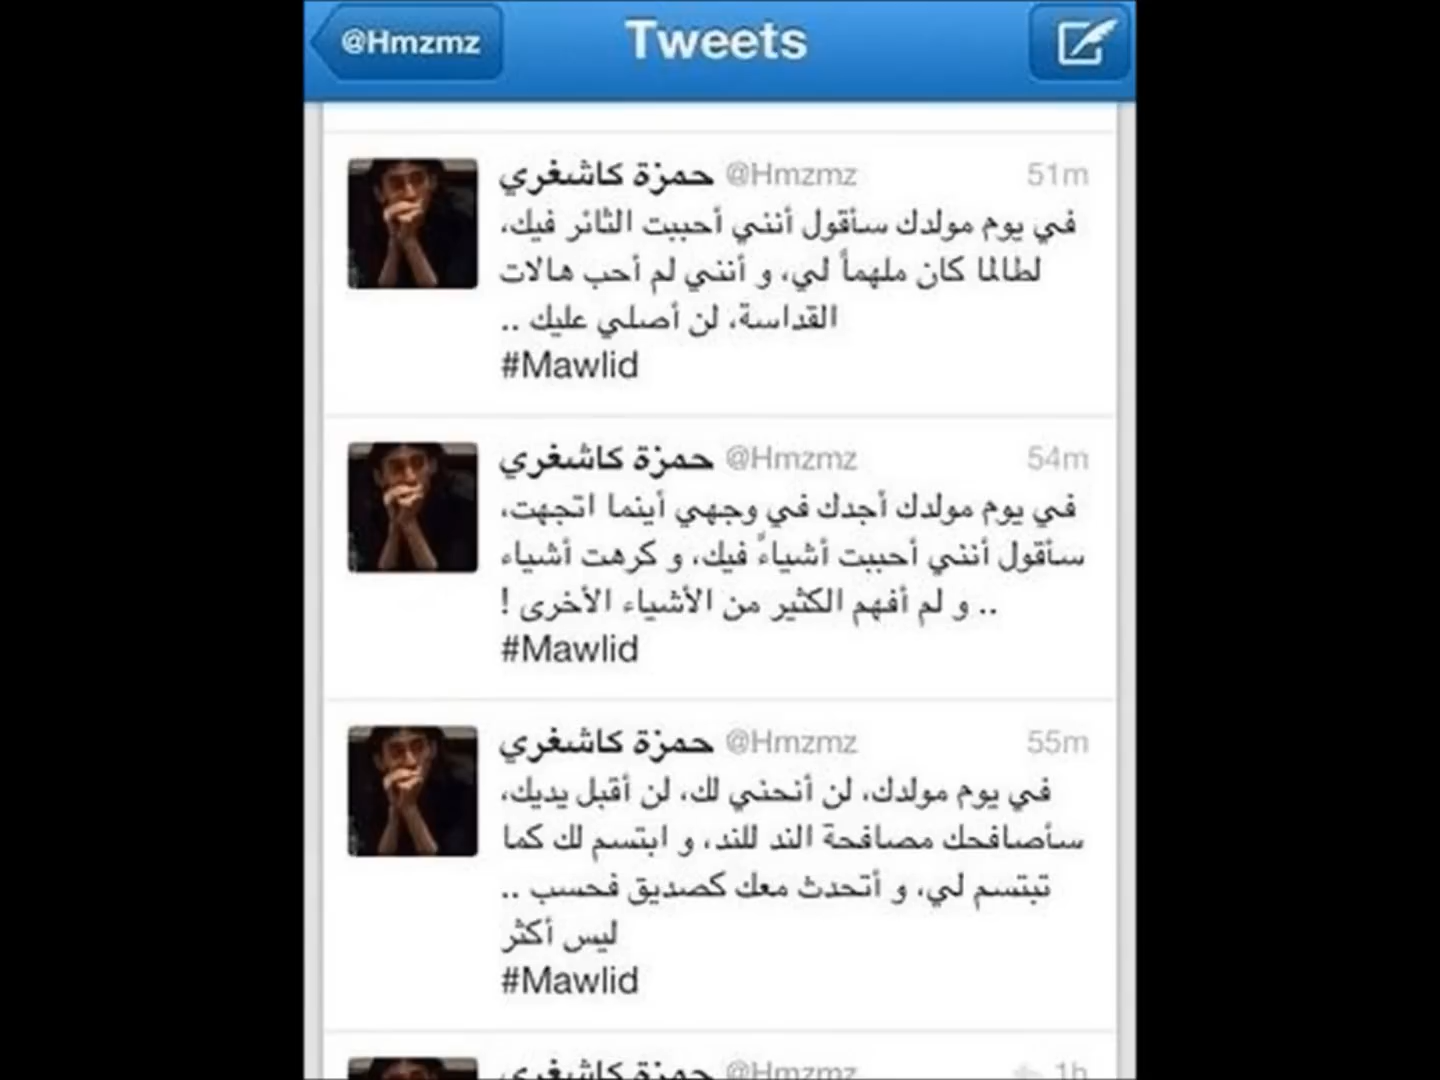 @Hmzmz
Tweets
حمزة كاشغري @Hmzmz 51m
في يوم مولدك سأقول أنني أحببت الثائر فيك،
لطالما كان ملهماً لي، و أنني لم أحب هالات
القداسة، لن أصلي عليك ..
#Mawlid
حمزة كاشغري @Hmzmz 54m
في يوم مولدك أجدك في وجهي أينما اتجهت،
سأقول أنني أحببت أشياءً فيك، و كرهت أشياء
.. و لم أفهم الكثير من الأشياء الأخرى !
#Mawlid
حمزة كاشغري @Hmzmz 55m
في يوم مولدك، لن أنحني لك، لن أقبل يديك،
سأصافحك مصافحة الند للند، و ابتسم لك كما
تبتسم لي، و أتحدث معك كصديق فحسب ..
ليس أكثر
#Mawlid
حمزة كاشغري @Hmzmz 1h